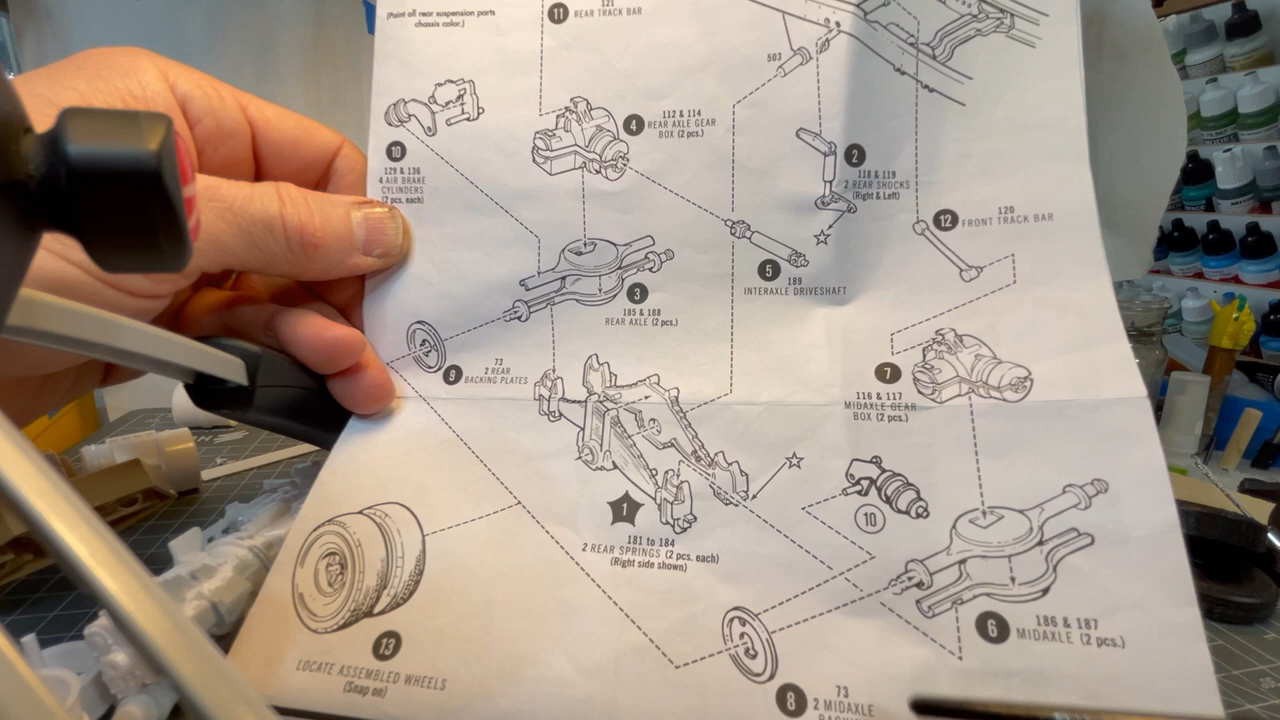 (Paint all rear suspension parts
chassis color.)
121
11 REAR TRACK BAR
503
10
129 & 136
4 AIR BRAKE
CYLINDERS
(2 pcs. each)
4
112 & 114
REAR AXLE GEAR
BOX (2 pcs.)
2
118 & 119
2 REAR SHOCKS
(Right & Left)
12
120
FRONT TRACK BAR
5
189
INTERAXLE DRIVESHAFT
3
185 & 188
REAR AXLE (2 pcs.)
9
73
2 REAR
BACKING PLATES
7
116 & 117
MIDAXLE GEAR
BOX (2 pcs.)
10
1
181 to 184
2 REAR SPRINGS (2 pcs. each)
(Right side shown)
6
186 & 187
MIDAXLE (2 pcs.)
13
LOCATE ASSEMBLED WHEELS
(Snap on)
8
73
2 MIDAXLE